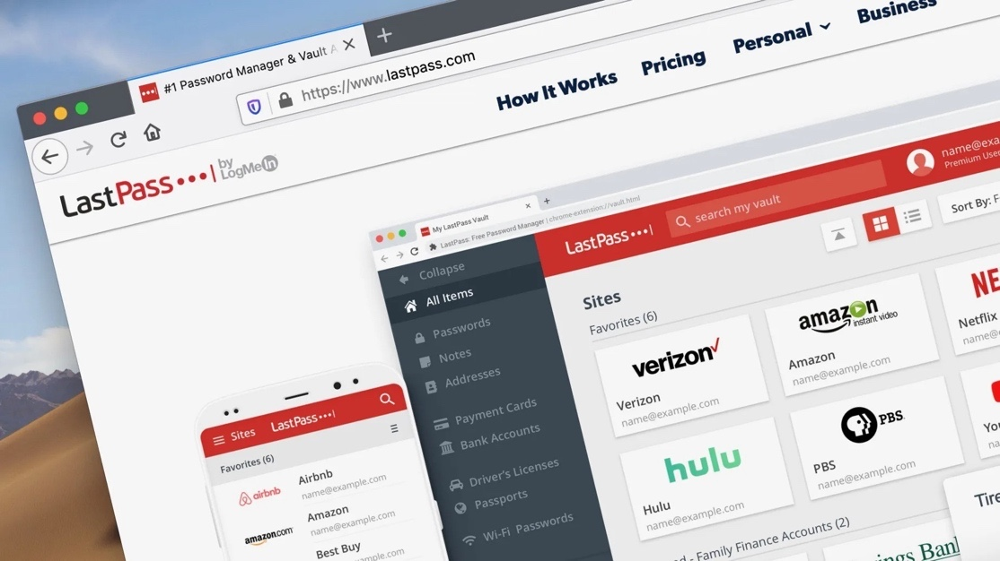 #1 Password Manager & Vault A
https://www.lastpass.com
How It Works
Pricing
Personal
Business
LastPass
by
LogMeIn
My LastPass Vault
LastPass: Free Password Manager | chrome-extension://vault.html
LastPass
search my vault
name@exa
Premium User
Collapse
All Items
Passwords
Notes
Addresses
Payment Cards
Bank Accounts
Driver's Licenses
Passports
Wi-Fi Passwords
Sort By: F
Sites
Favorites (6)
verizon
Verizon
name@example.com
amazon
instant video
Amazon
name@example.com
NE
Netflix
name@
hulu
Hulu
name@example.com
PBS
PBS
name@example.com
You
name
d - Family Finance Accounts (2)
ings Bank
Tire
Sites
LastPass
Favorites (6)
airbnb
Airbnb
name@example.com
amazon.com
Amazon
name@example.com
Best Buy
name@example.com